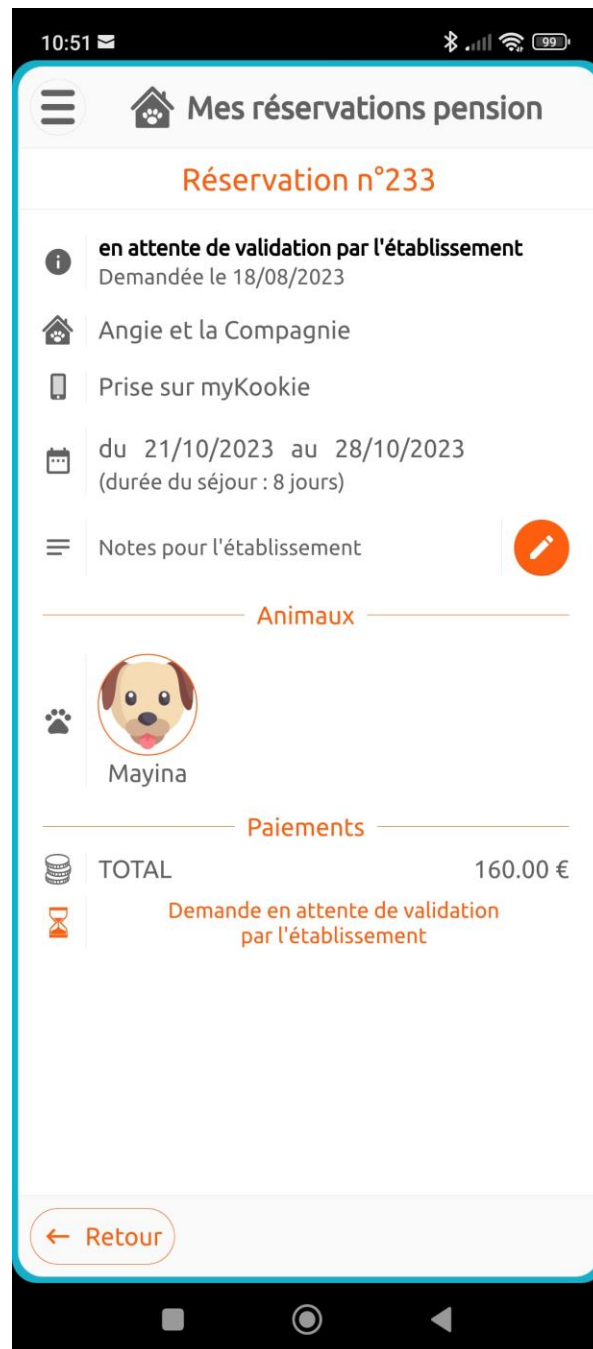 10:51
99
Mes réservations pension
Réservation n°233
en attente de validation par l'établissement
Demandée le 18/08/2023
Angie et la Compagnie
Prise sur myKookie
du 21/10/2023 au 28/10/2023
(durée du séjour : 8 jours)
Notes pour l'établissement
Animaux
Mayina
Paiements
TOTAL 160.00 €
Demande en attente de validation
par l'établissement
← Retour